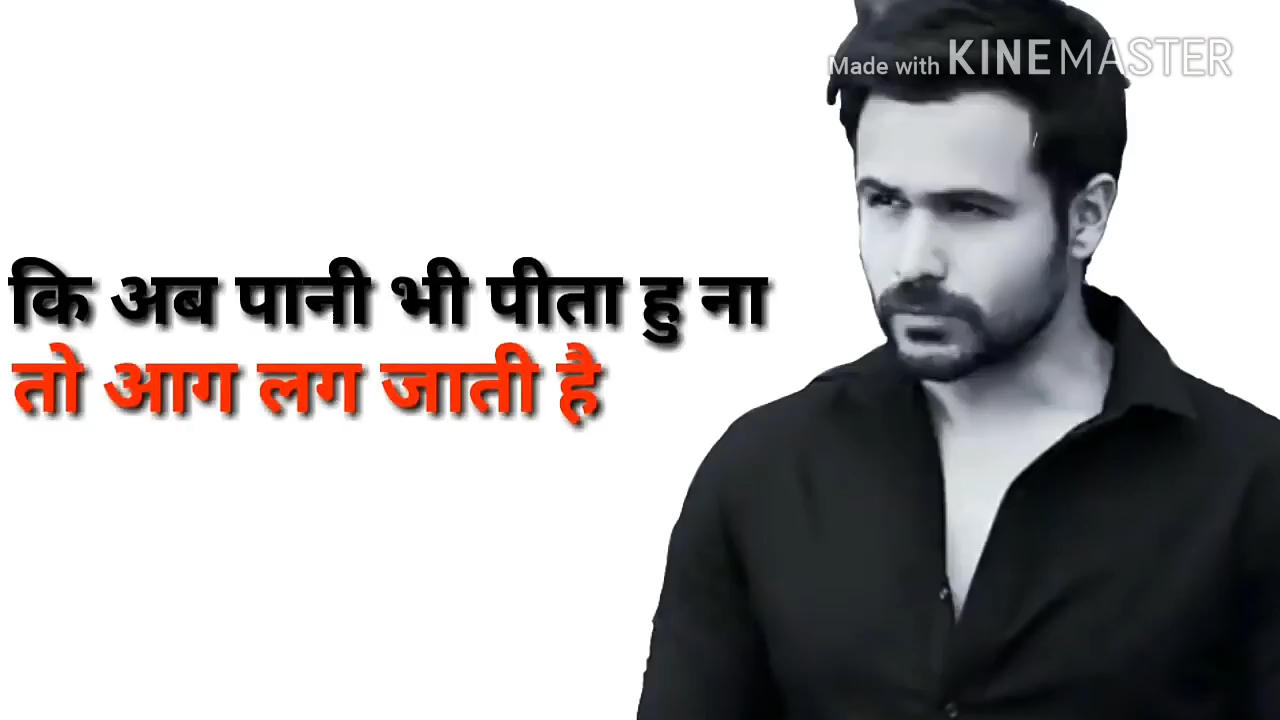 Made with KINEMASTER
कि अब पानी भी पीता हु ना
तो आग लग जाती है